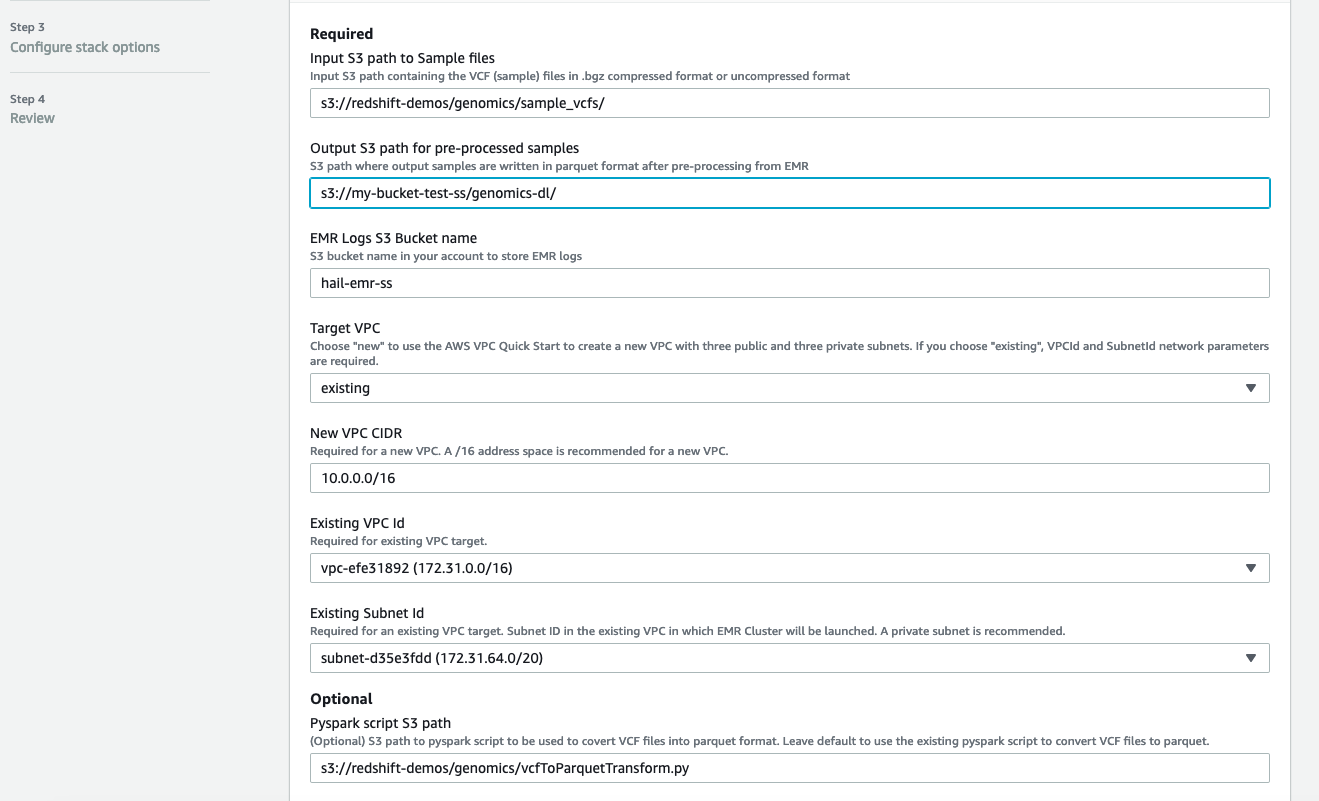 Step 3
Configure stack options
Step 4
Review
Required
Input S3 path to Sample files
Input S3 path containing the VCF (sample) files in .bgz compressed format or uncompressed format
s3://redshift-demos/genomics/sample_vcfs/
Output S3 path for pre-processed samples
S3 path where output samples are written in parquet format after pre-processing from EMR
s3://my-bucket-test-ss/genomics-dl/
EMR Logs S3 Bucket name
S3 bucket name in your account to store EMR logs
hail-emr-ss
Target VPC
Choose "new" to use the AWS VPC Quick Start to create a new VPC with three public and three private subnets. If you choose "existing", VPCId and SubnetId network parameters
are required.
existing
New VPC CIDR
Required for a new VPC. A /16 address space is recommended for a new VPC.
10.0.0.0/16
Existing VPC Id
Required for existing VPC target.
vpc-efe31892 (172.31.0.0/16)
Existing Subnet Id
Required for an existing VPC target. Subnet ID in the existing VPC in which EMR Cluster will be launched. A private subnet is recommended.
subnet-d35e3fdd (172.31.64.0/20)
Optional
Pyspark script S3 path
(Optional) S3 path to pyspark script to be used to covert VCF files into parquet format. Leave default to use the existing pyspark script to convert VCF files to parquet.
s3://redshift-demos/genomics/vcfToParquetTransform.py